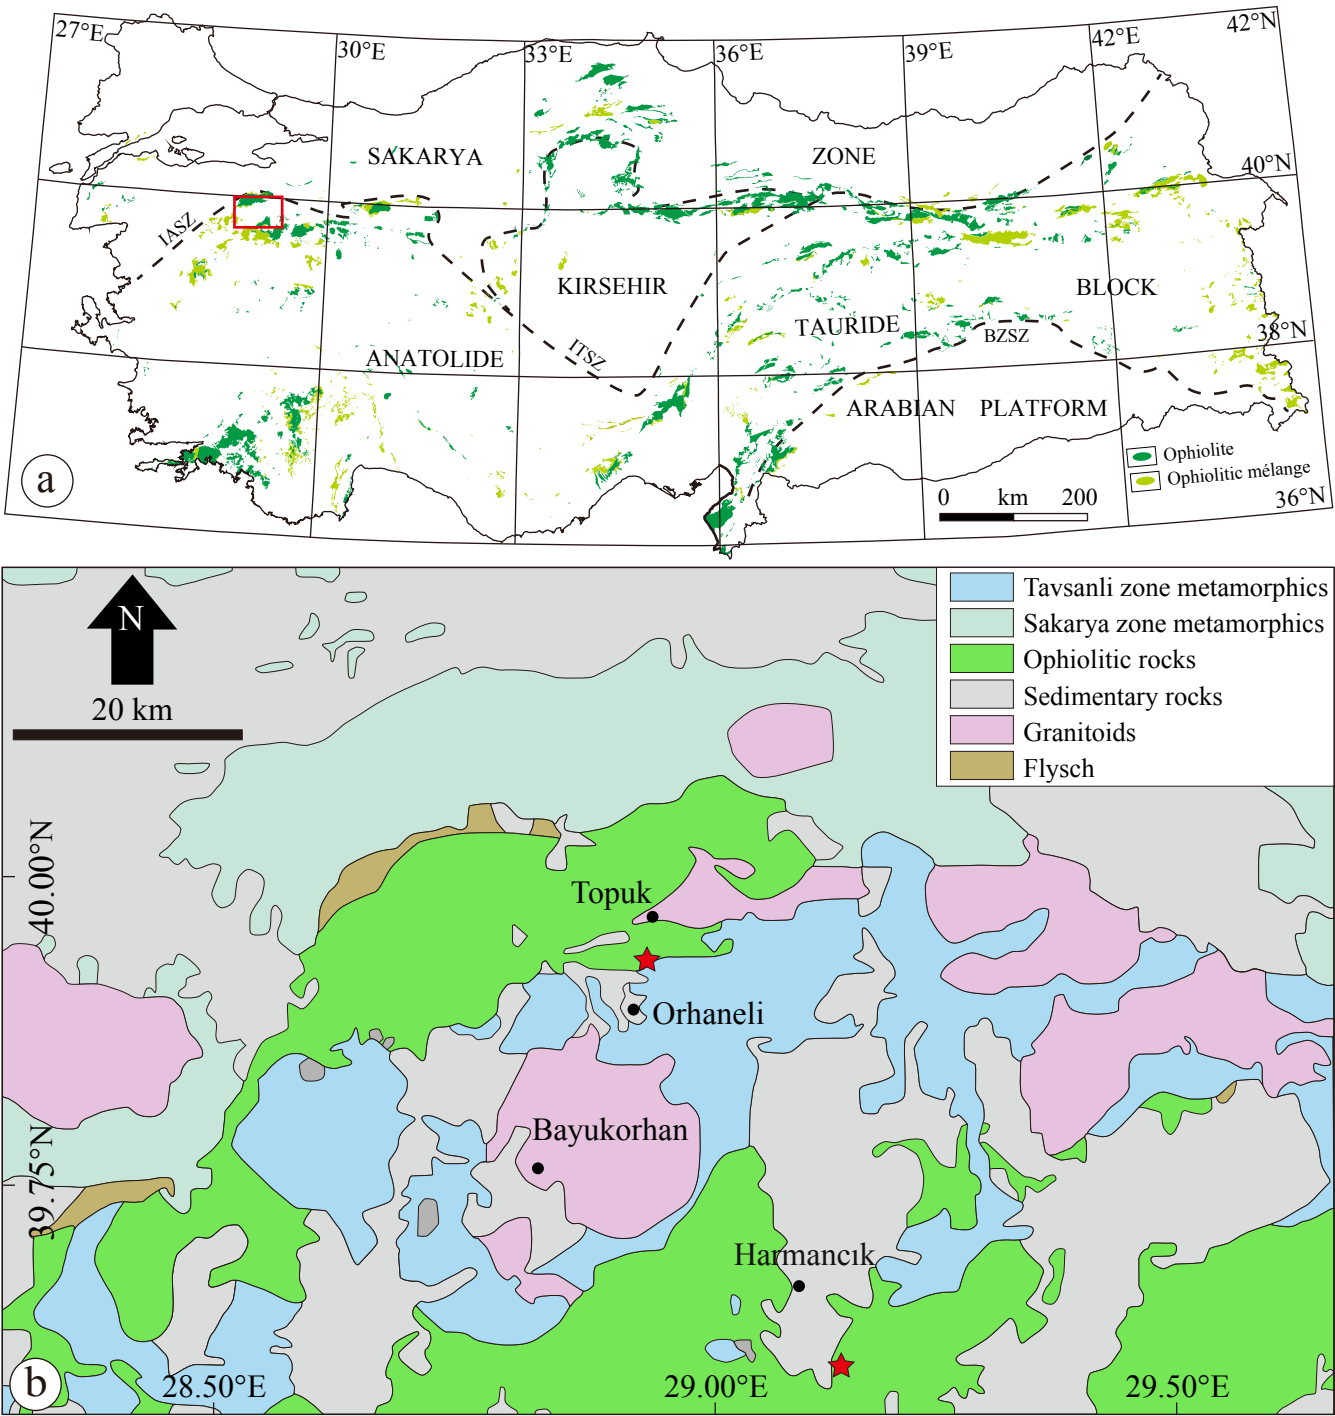 27°E
30°E
33°E
36°E
39°E
42°E
42°N
SAKARYA
ZONE
40°N
IASZ
KIRSEHIR
BLOCK
TAURIDE
BZSZ
38°N
ITSZ
ANATOLIDE
ARABIAN PLATFORM
Ophiolite
Ophiolitic mélange
a
0 km 200
36°N
N
20 km
Tavsanli zone metamorphics
Sakarya zone metamorphics
Ophiolitic rocks
Sedimentary rocks
Granitoids
Flysch
40.00°N
Topuk
Orhaneli
Bayukorhan
39.75°N
Harmancık
b
28.50°E
29.00°E
29.50°E